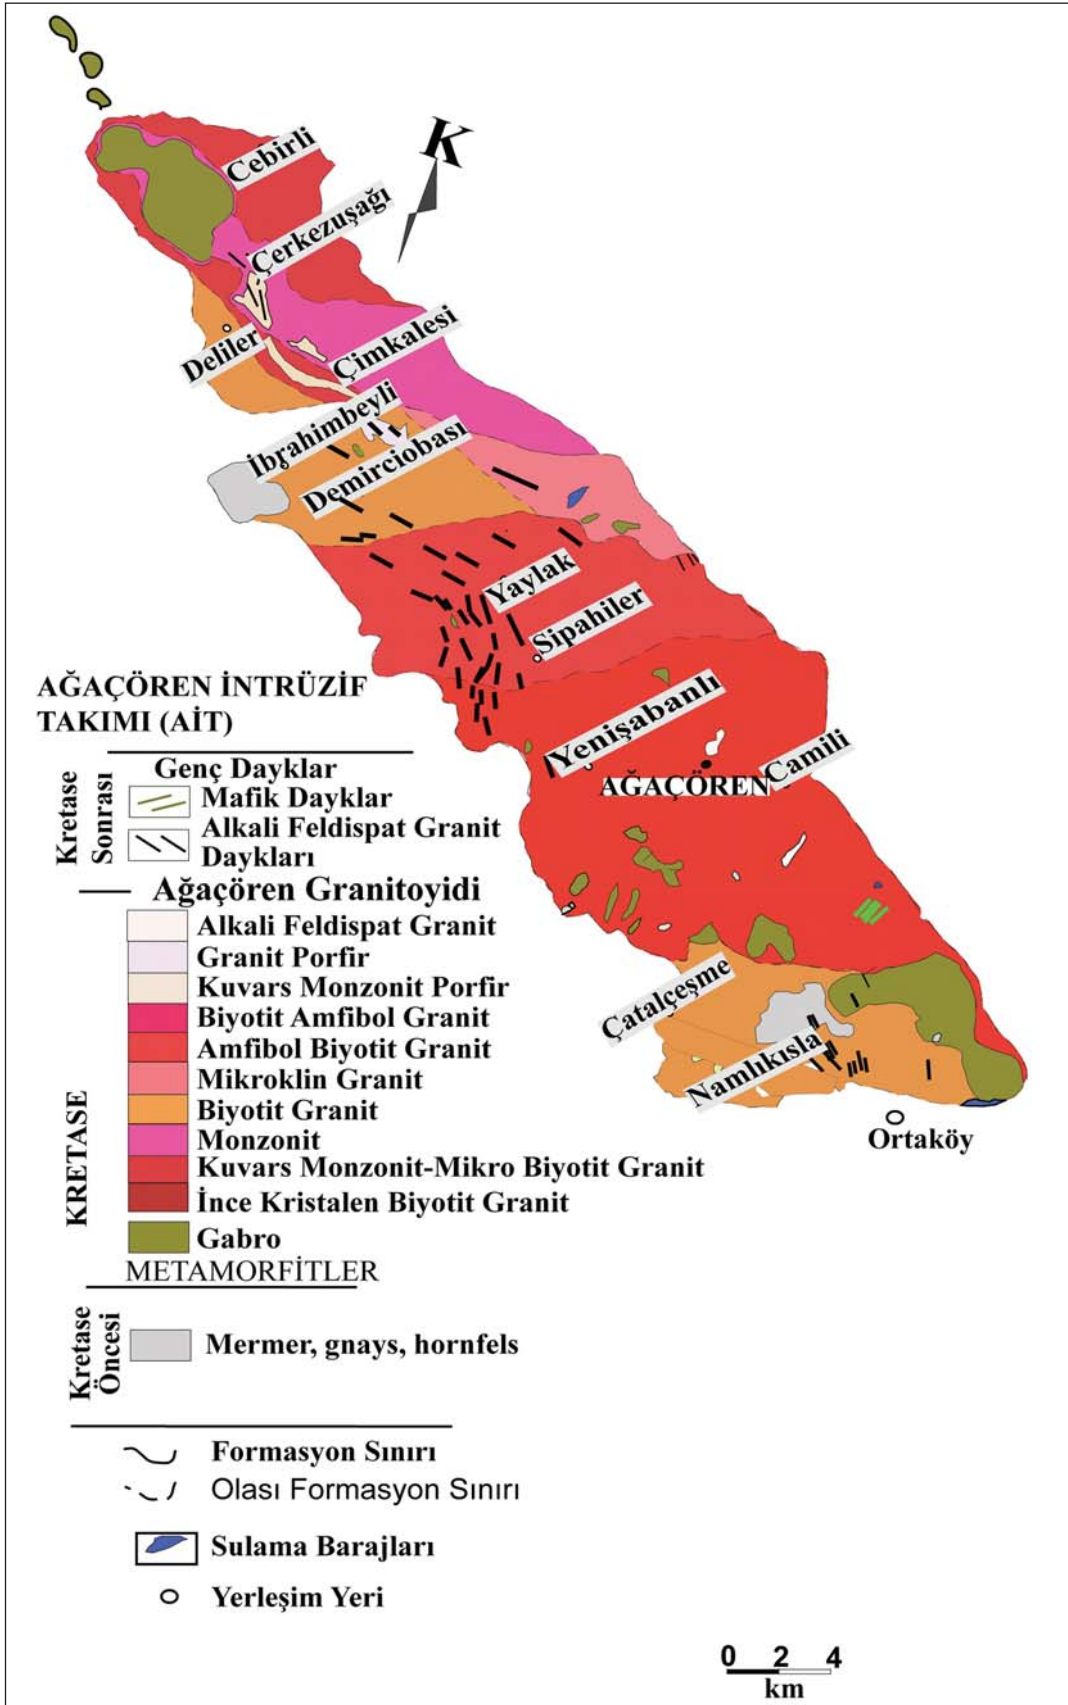 K
Cebirli
Çerkezuşağı
Deliler
Çimkalesi
İbrahimbeyli
Demirciobası
Yaylak
Sipahiler
Yenişabanlı
Camili
AĞAÇÖREN
Çatalçeşme
Namlıkısla
Ortaköy
AĞAÇÖREN İNTRÜZİF
TAKIMI (AİT)
Kretase
Sonrası
Genç Dayklar
Mafik Dayklar
Alkali Feldispat Granit
Daykları
KRETASE
Ağaçören Granitoyidi
Alkali Feldispat Granit
Granit Porfir
Kuvars Monzonit Porfir
Biyotit Amfibol Granit
Amfibol Biyotit Granit
Mikroklin Granit
Biyotit Granit
Monzonit
Kuvars Monzonit-Mikro Biyotit Granit
İnce Kristalen Biyotit Granit
Gabro
METAMORFİTLER
Kretase
Öncesi
Mermer, gnays, hornfels
Formasyon Sınırı
Olası Formasyon Sınırı
Sulama Barajları
Yerleşim Yeri
0 2 4
km